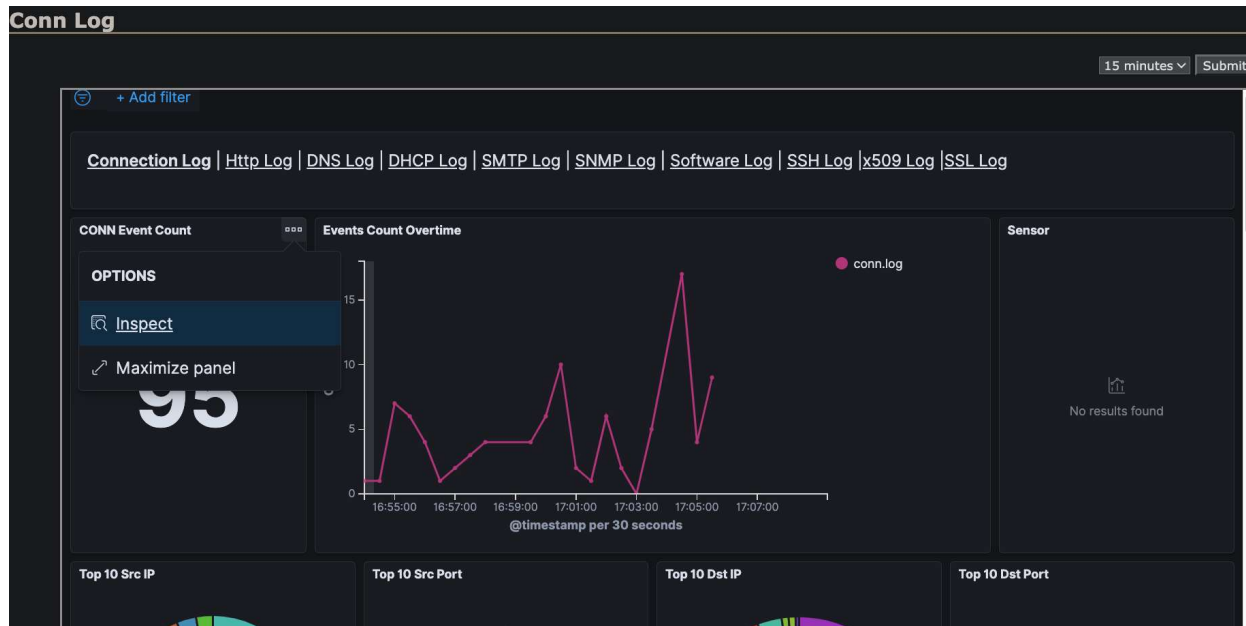 Conn Log
15 minutes Submit
+ Add filter
Connection Log | Http Log | DNS Log | DHCP Log | SMTP Log | SNMP Log | Software Log | SSH Log |x509 Log |SSL Log
CONN Event Count
OPTIONS
Inspect
Maximize panel
95
Events Count Overtime
conn.log
15
10
5
0
16:55:00 16:57:00 16:59:00 17:01:00 17:03:00 17:05:00 17:07:00
@timestamp per 30 seconds
Sensor
No results found
Top 10 Src IP
Top 10 Src Port
Top 10 Dst IP
Top 10 Dst Port